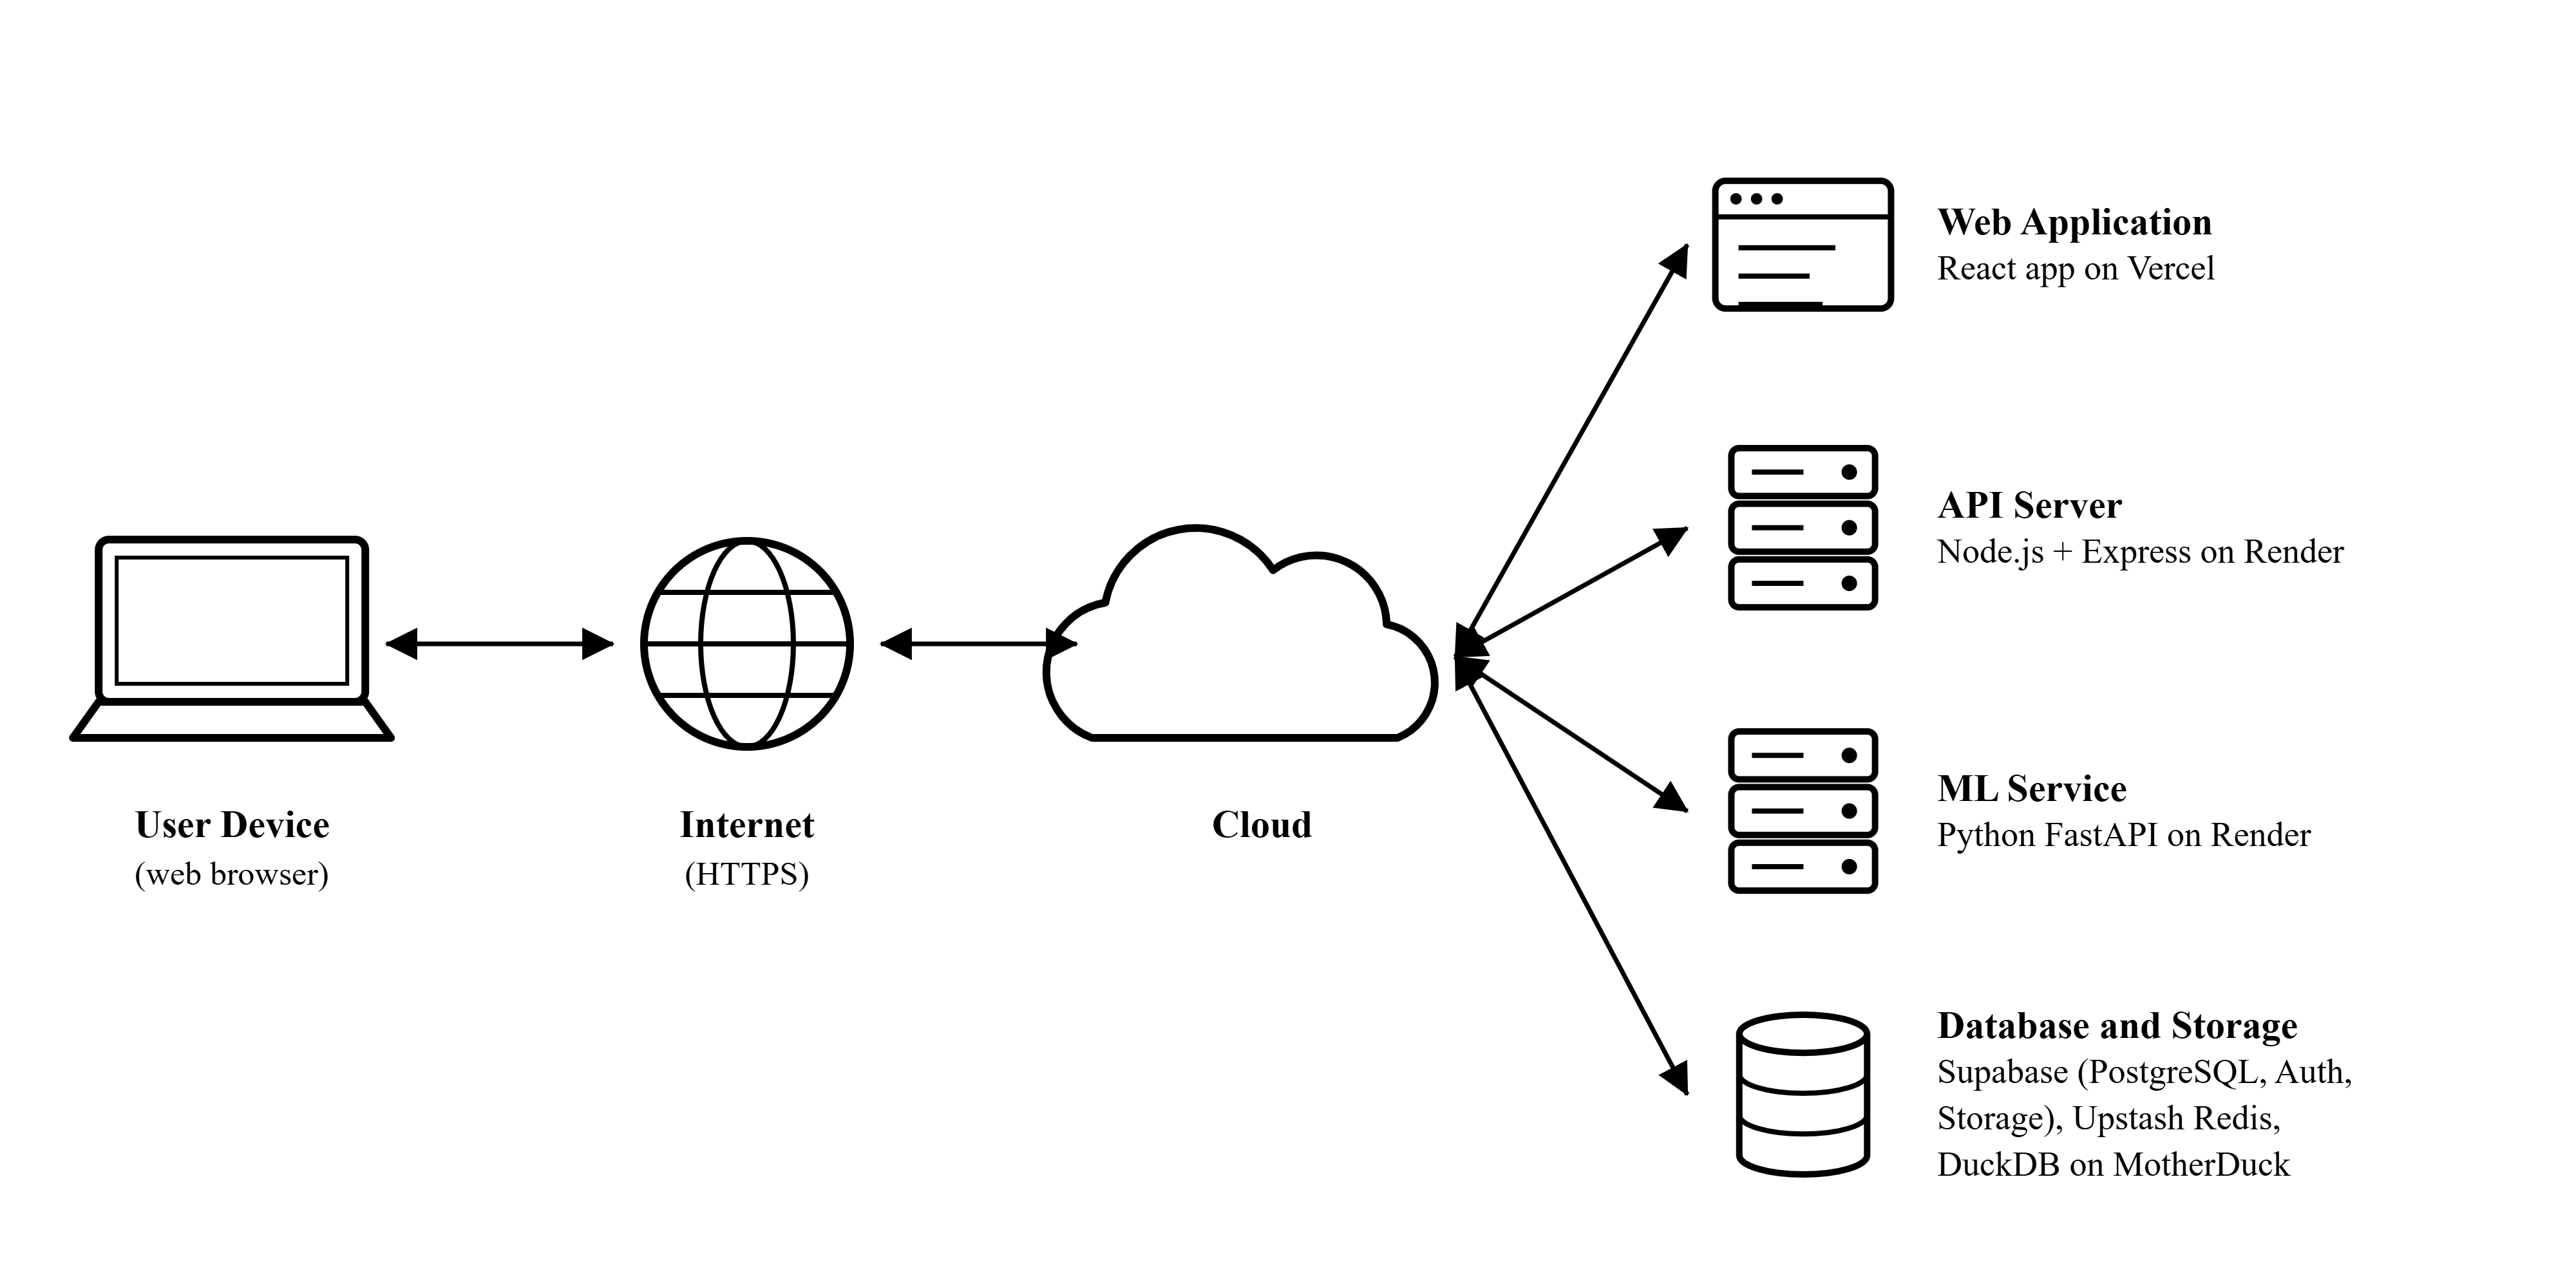 Web Application
React app on Vercel
API Server
Node.js + Express on Render
User Device
(web browser)
Internet
(HTTPS)
Cloud
ML Service
Python FastAPI on Render
Database and Storage
Supabase (PostgreSQL, Auth,
Storage), Upstash Redis,
DuckDB on MotherDuck